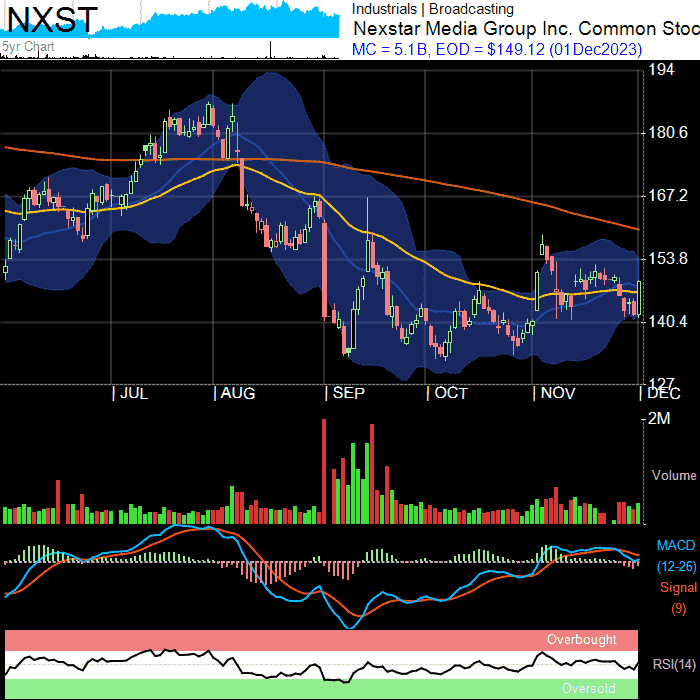 NXST
5yr Chart
Industrials | Broadcasting
Nexstar Media Group Inc. Common Stoc
MC = 5.1B, EOD = $149.12 (01Dec2023)
194
180.6
167.2
153.8
140.4
127
JUL
AUG
SEP
OCT
NOV
DEC
2M
Volume
MACD
(12-26)
Signal
(9)
Overbought
RSI(14)
Oversold